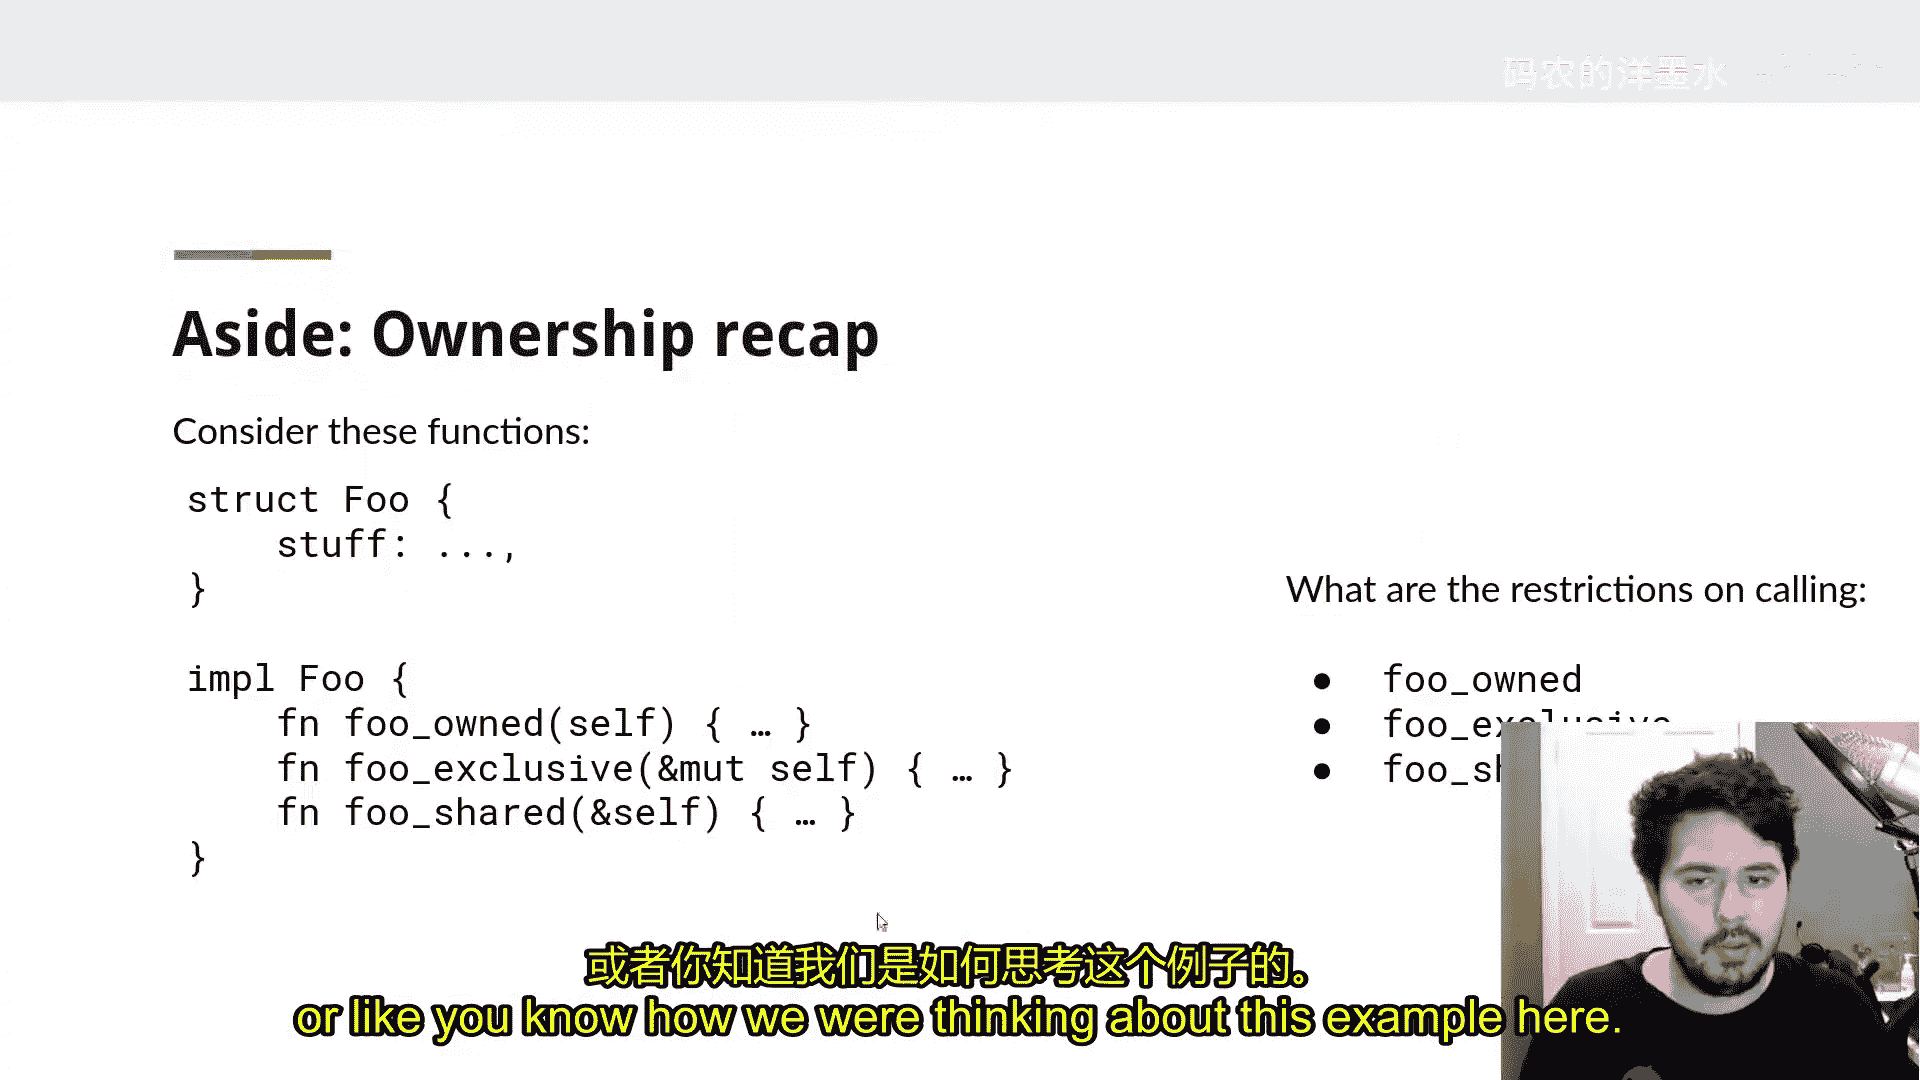 码农的洋墨水
Aside: Ownership recap
Consider these functions:
struct Foo {
stuff: ...,
}
impl Foo {
fn foo_owned(self) { … }
fn foo_exclusive(&mut self) { … }
fn foo_shared(&self) { … }
}
What are the restrictions on calling:
● foo_owned
● foo_exclusive
● foo_sh
或者你知道我们是如何思考这个例子的。
or like you know how we were thinking about this example here.